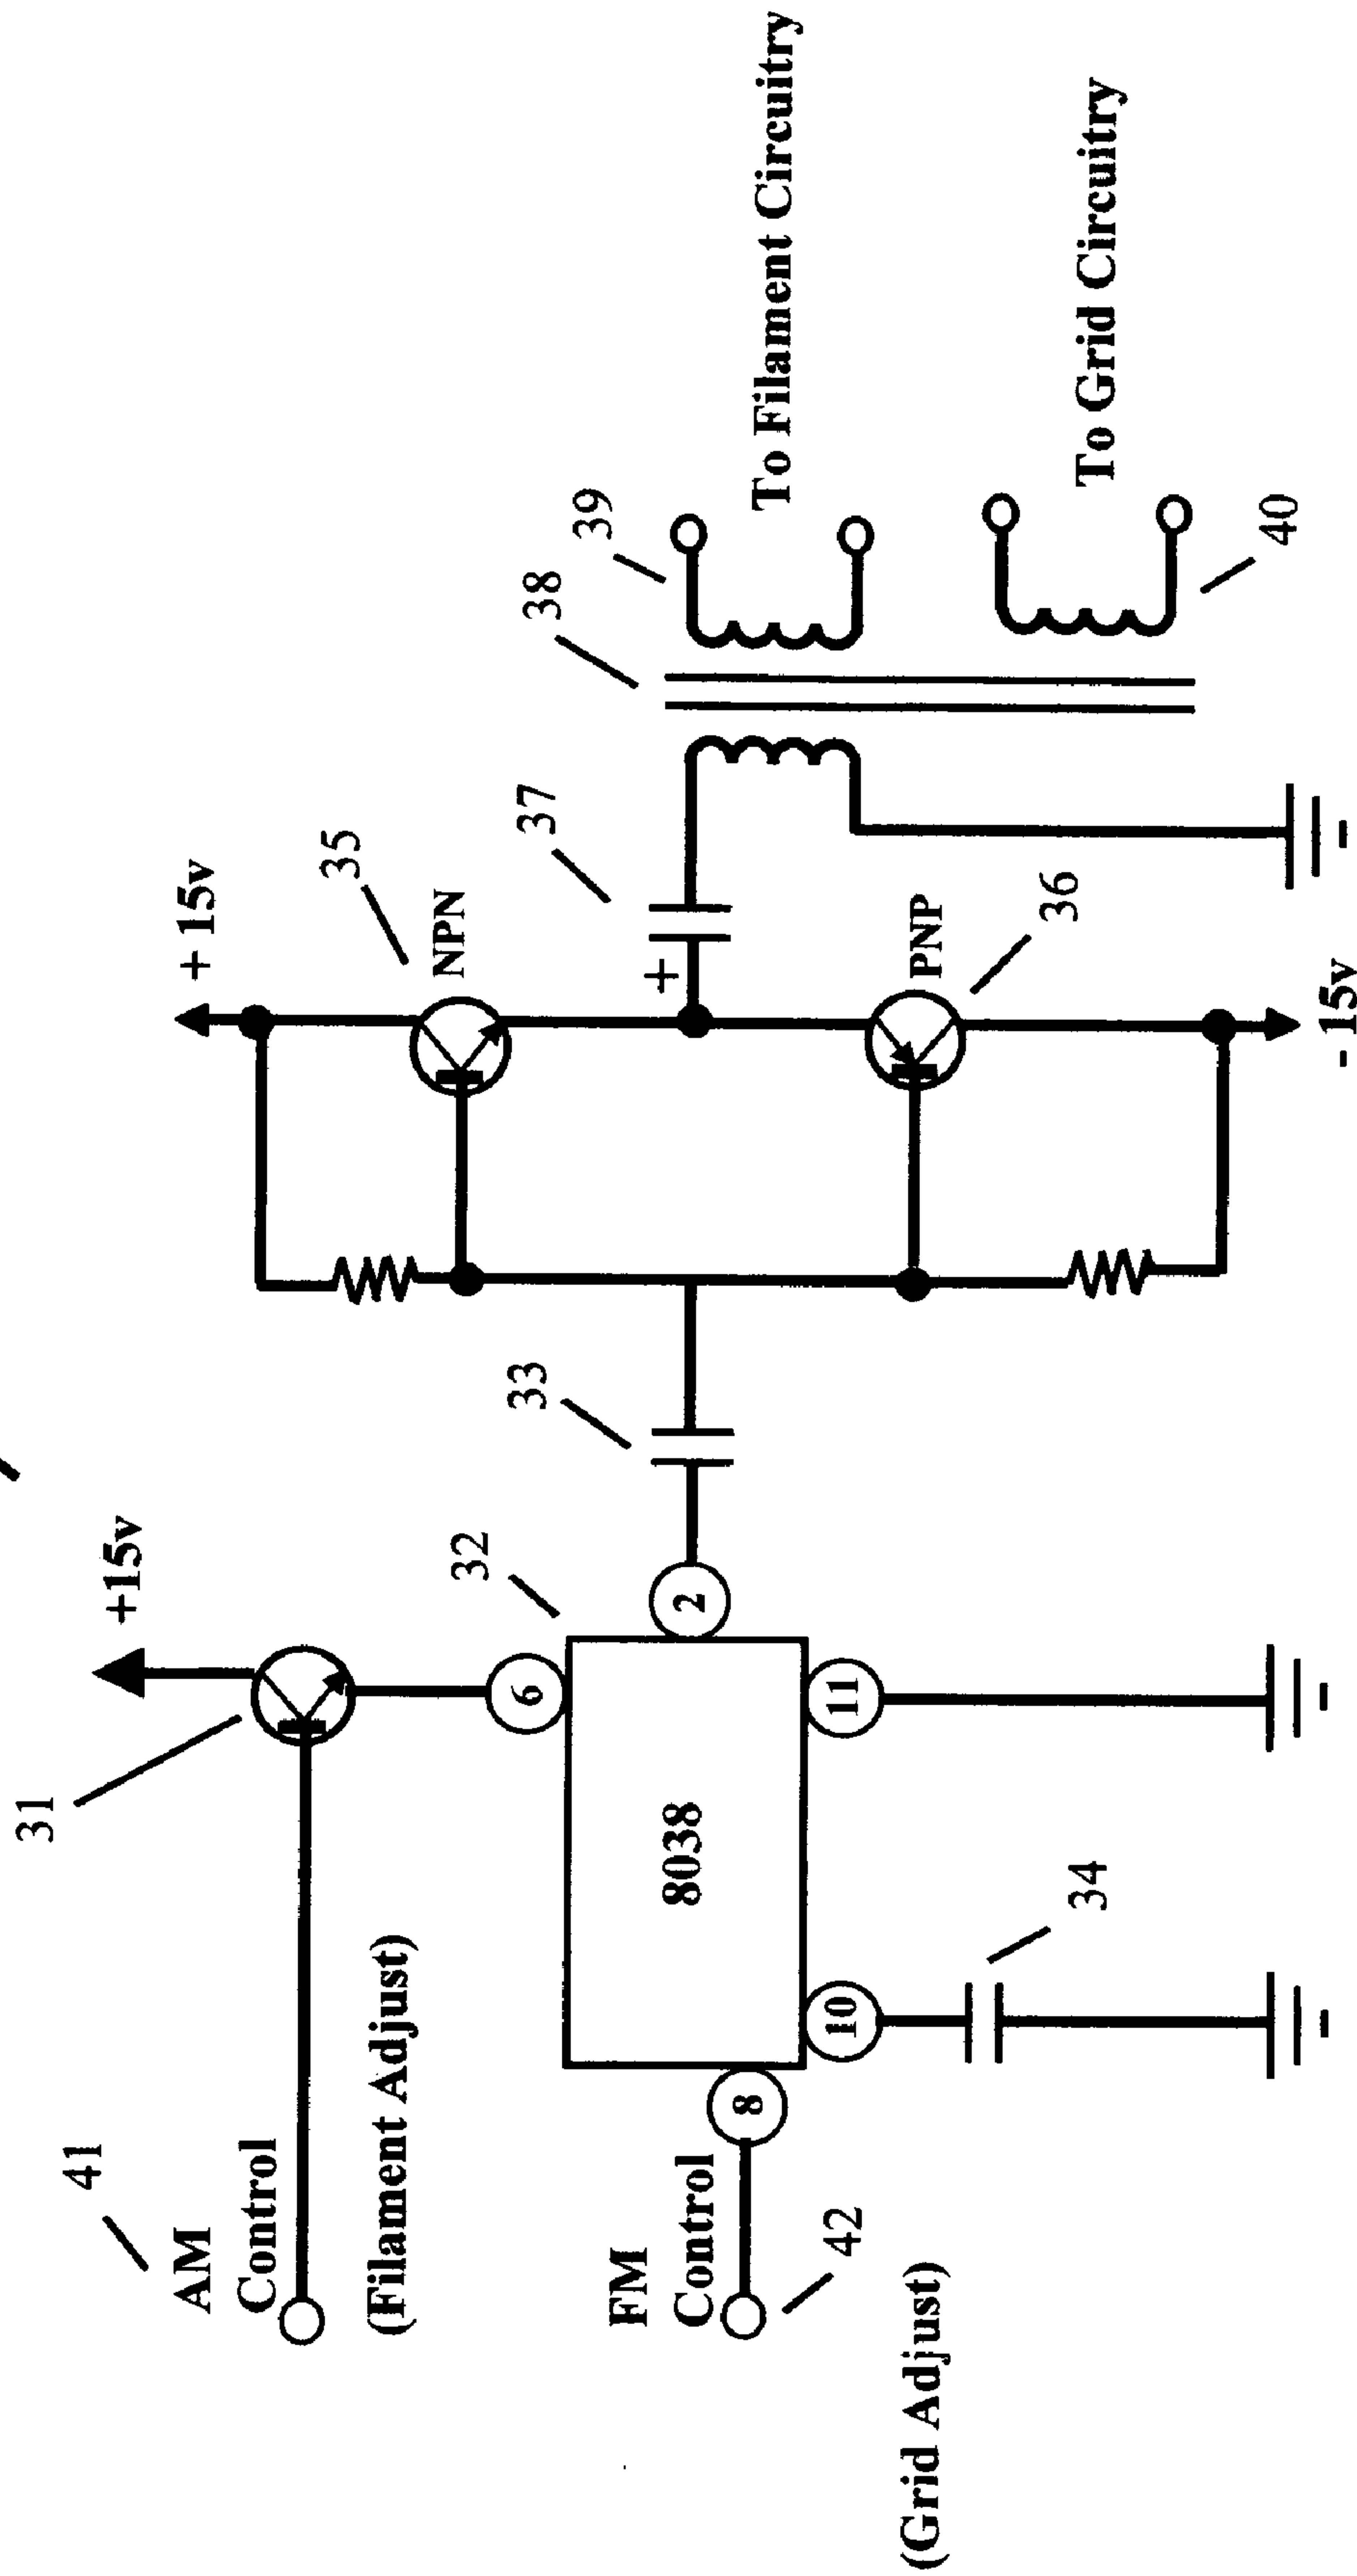 41
AM
Control
(Filament Adjust)
31
+15v
FM
Control
42
(Grid Adjust)
8
8038
6
32
2
10
11
34
33
+ 15v
35
NPN
+
37
PNP
36
- 15v
38
39
To Filament Circuitry
To Grid Circuitry
40